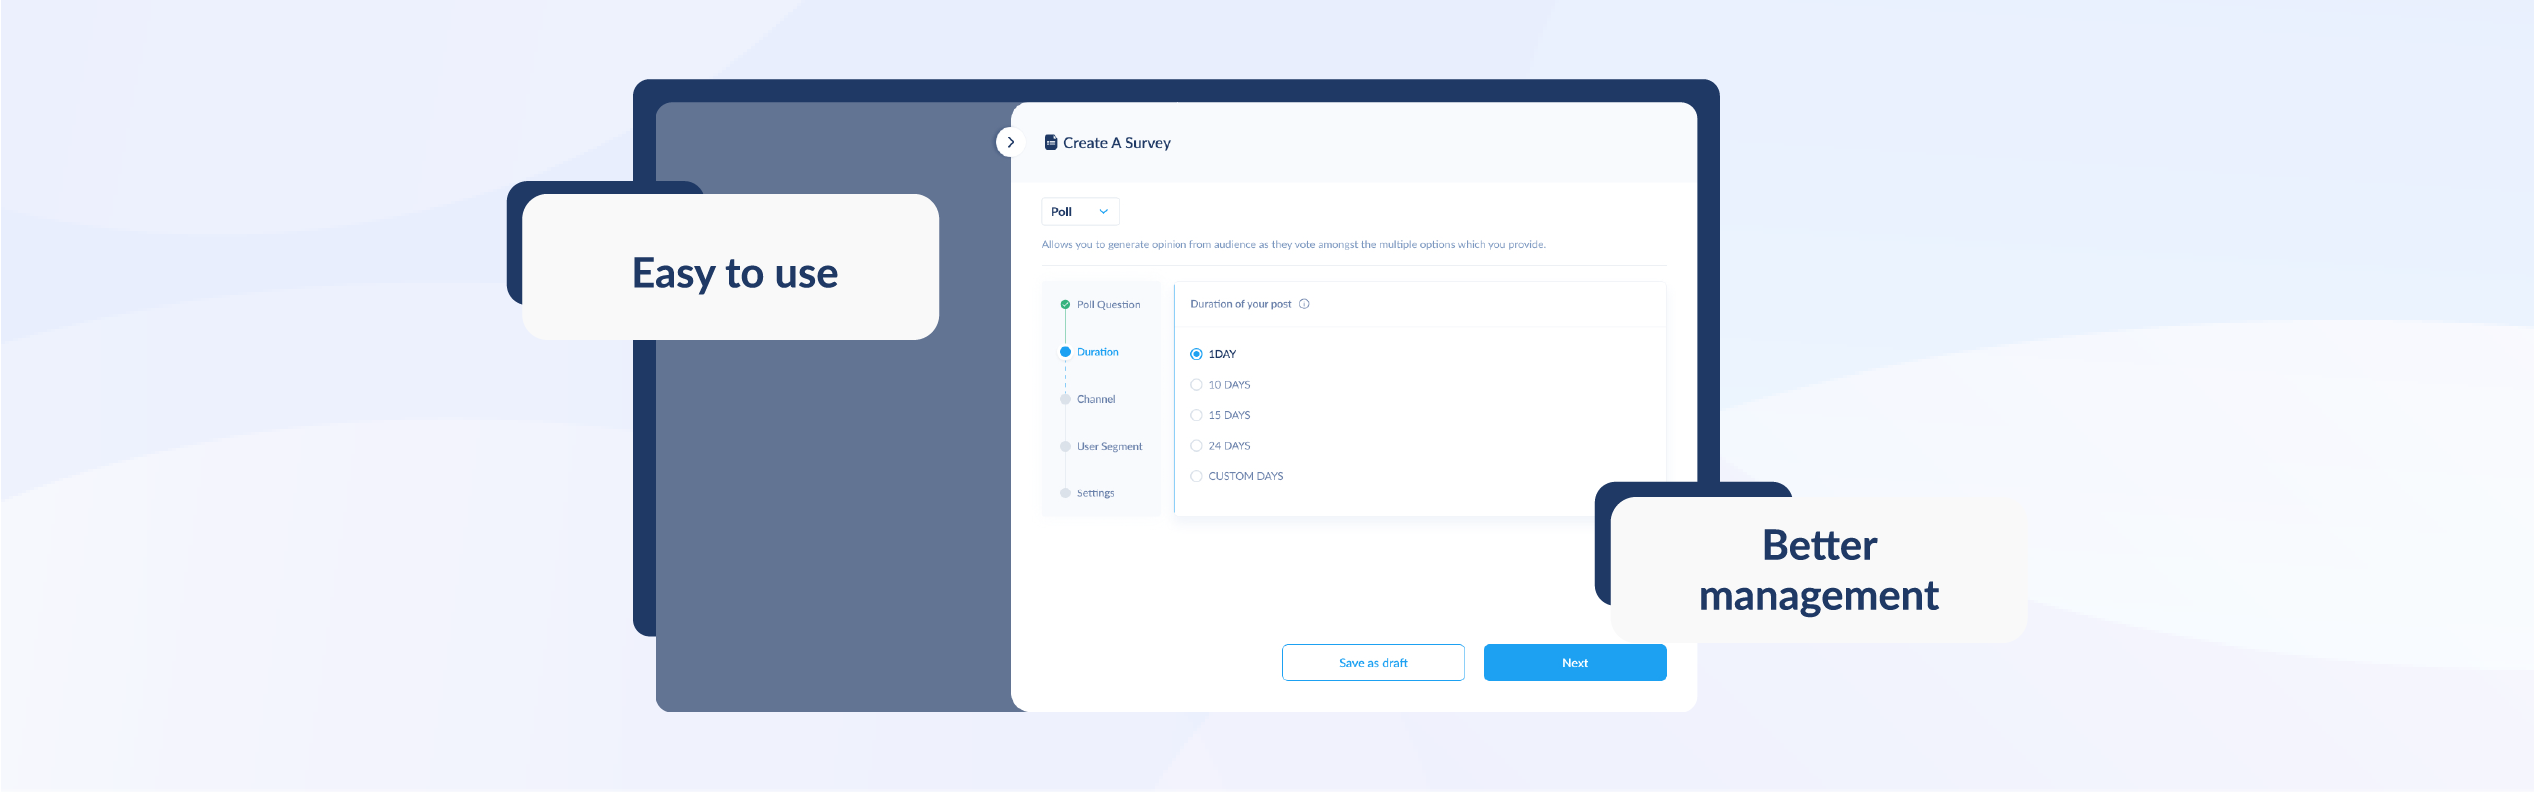 Create A Survey
Easy to use
Poll
Allows you to generate opinion from audience as they vote amongst the multiple options which you provide.
Poll Question
Duration
Channel
User Segment
Settings
Duration of your post
1DAY
10 DAYS
15 DAYS
24 DAYS
CUSTOM DAYS
Better
management
Save as draft
Next